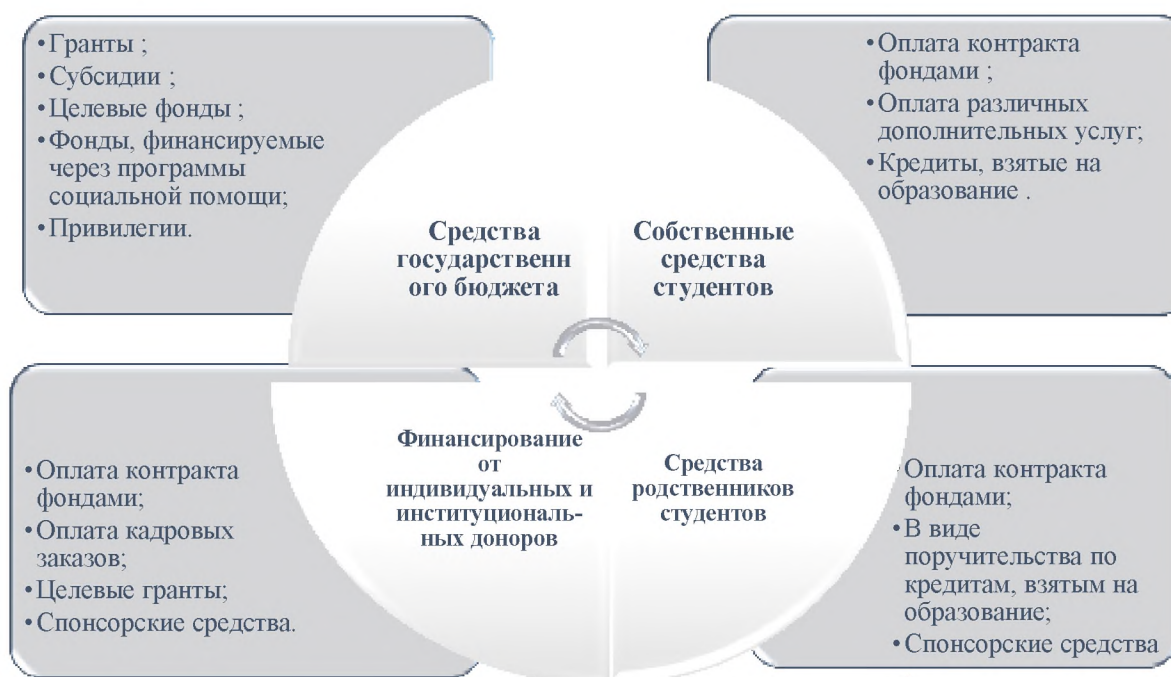 •Гранты ;
•Субсидии ;
•Целевые фонды ;
•Фонды, финансируемые
через программы
социальной помощи;
•Привилегии.
•Оплата контракта
фондами ;
•Оплата различных
дополнительных услуг;
•Кредиты, взятые на
образование .
Средства
государственн
ого бюджета
Собственные
средства
студентов
Финансирование
от
индивидуальных и
институциональ-
ных доноров
Средства
родственников
студентов
•Оплата контракта
фондами;
•Оплата кадровых
заказов;
•Целевые гранты;
•Спонсорские средства.
•Оплата контракта
фондами;
•В виде
поручительства по
кредитам, взятым на
образование;
•Спонсорские средства